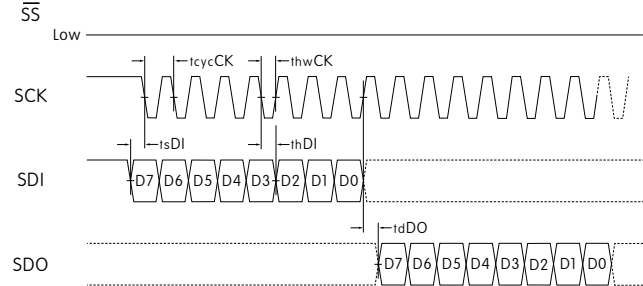 SS
Low
tcycCK thwCK
SCK
tsDI thDI
SDI D7 D6 D5 D4 D3 D2 D1 D0
tdDO
SDO D7 D6 D5 D4 D3 D2 D1 D0